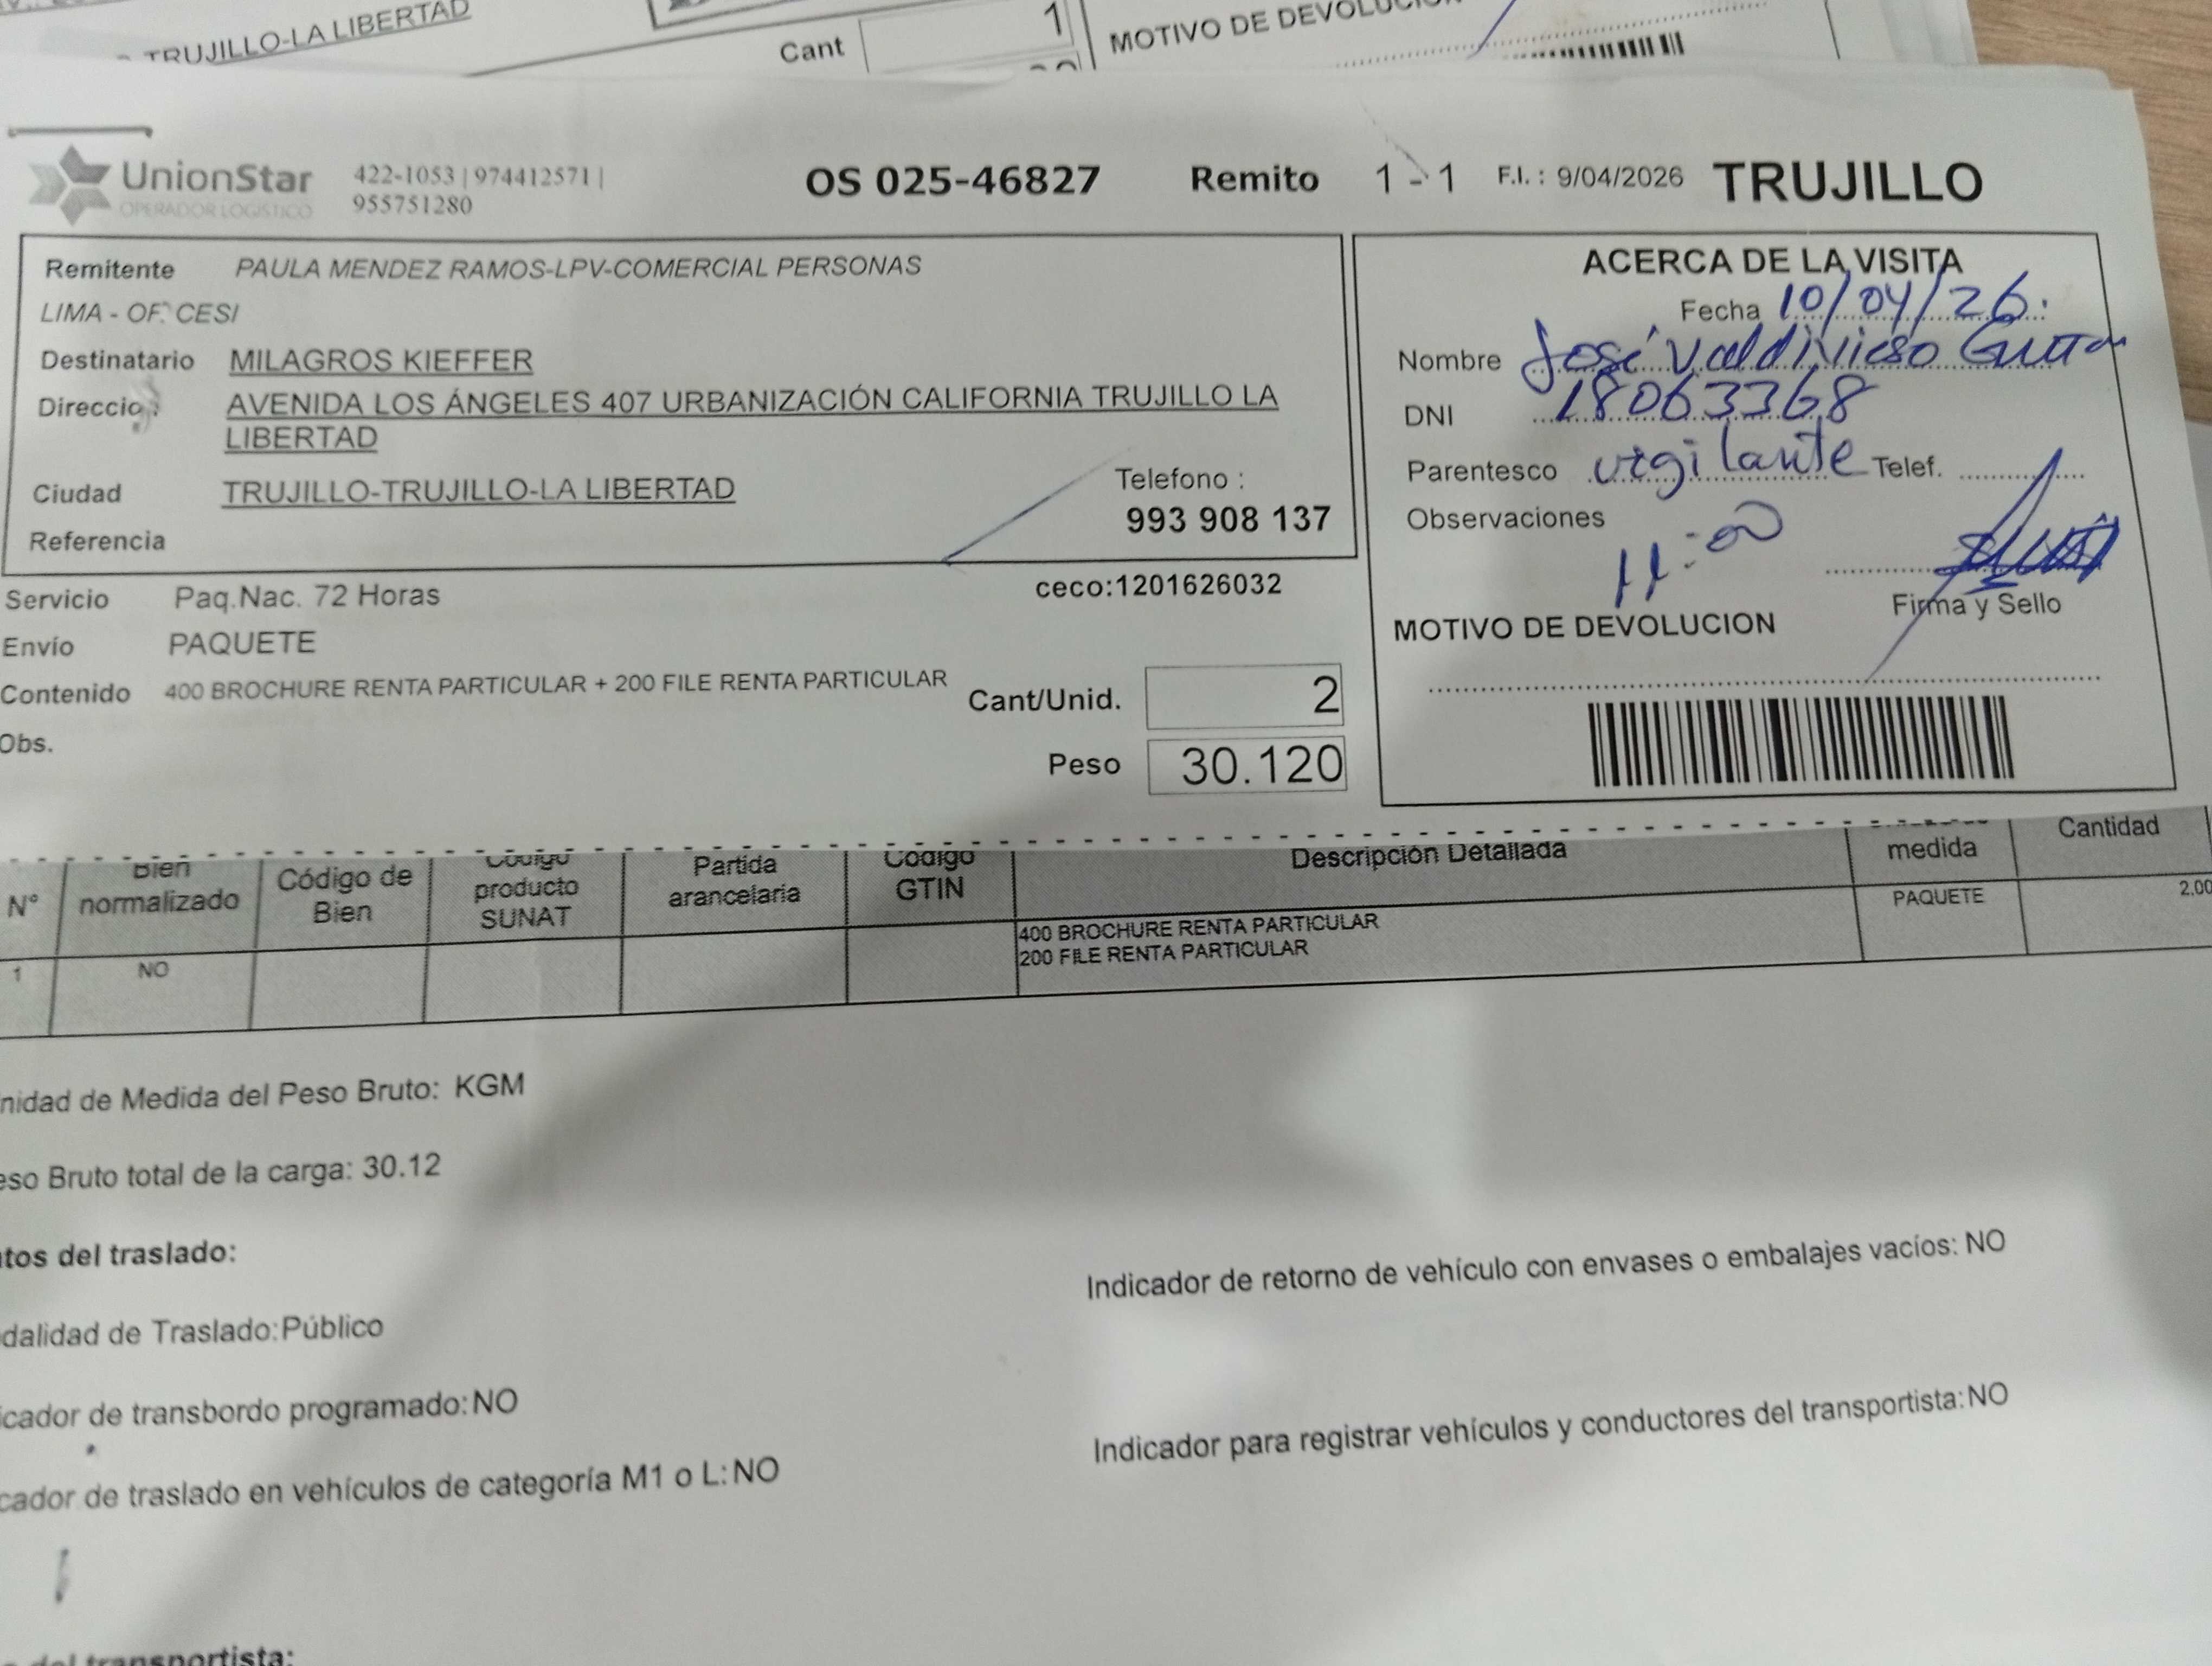 TRUJILLO-LA LIBERTAD
Cant 1
MOTIVO DE DEVOLUCION
UnionStar
OPERADOR LOGISTICO
422-1053 | 974412571 |
955751280
OS 025-46827 Remito 1 - 1 F.I. : 9/04/2026 TRUJILLO
Remitente PAULA MENDEZ RAMOS-LPV-COMERCIAL PERSONAS
LIMA - OF. CESI
Destinatario MILAGROS KIEFFER
Direccio : AVENIDA LOS ÁNGELES 407 URBANIZACIÓN CALIFORNIA TRUJILLO LA
LIBERTAD
Ciudad TRUJILLO-TRUJILLO-LA LIBERTAD
Telefono :
993 908 137
Referencia
Servicio Paq.Nac. 72 Horas
ceco:1201626032
Envío PAQUETE
Contenido 400 BROCHURE RENTA PARTICULAR + 200 FILE RENTA PARTICULAR
Cant/Unid. 2
Obs.
Peso 30.120
ACERCA DE LA VISITA
Fecha 10/04/26.
Nombre José Valdivieso
DNI 18063368
Parentesco vigilante Telef.
Observaciones
11:00
Firma y Sello
MOTIVO DE DEVOLUCION
N° Bien normalizado Código de Bien Código producto SUNAT Partida arancelaria Código GTIN Descripción Detallada medida Cantidad
1 NO 400 BROCHURE RENTA PARTICULAR PAQUETE 2.00
200 FILE RENTA PARTICULAR
nidad de Medida del Peso Bruto: KGM
eso Bruto total de la carga: 30.12
tos del traslado:
Indicador de retorno de vehículo con envases o embalajes vacíos: NO
dalidad de Traslado:Público
icador de transbordo programado:NO
Indicador para registrar vehículos y conductores del transportista:NO
cador de traslado en vehículos de categoría M1 o L:NO
del transportista: